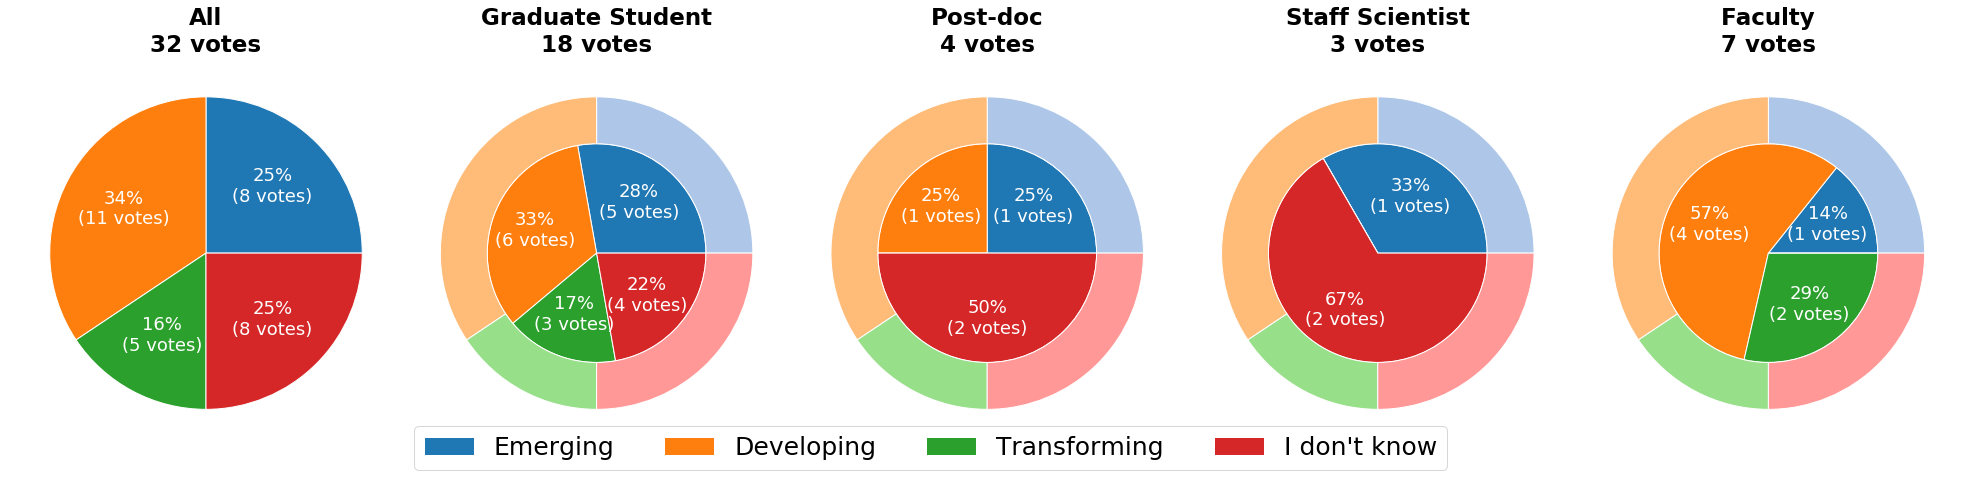 All
32 votes
25%
(8 votes)
34%
(11 votes)
16%
(5 votes)
25%
(8 votes)
Graduate Student
18 votes
28%
(5 votes)
33%
(6 votes)
17%
(3 votes)
22%
(4 votes)
Post-doc
4 votes
25%
(1 votes)
25%
(1 votes)
50%
(2 votes)
Staff Scientist
3 votes
33%
(1 votes)
67%
(2 votes)
Faculty
7 votes
14%
(1 votes)
57%
(4 votes)
29%
(2 votes)
Emerging
Developing
Transforming
I don't know